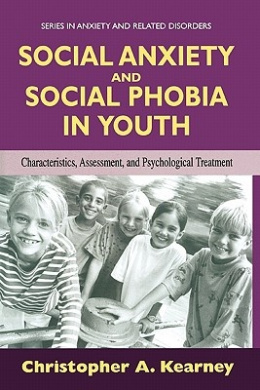 SERIES IN ANXIETY AND RELATED DISORDERS
SOCIAL ANXIETY
AND
SOCIAL PHOBIA
IN YOUTH
Characteristics, Assessment, and Psychological Treatment
Christopher A. Kearney